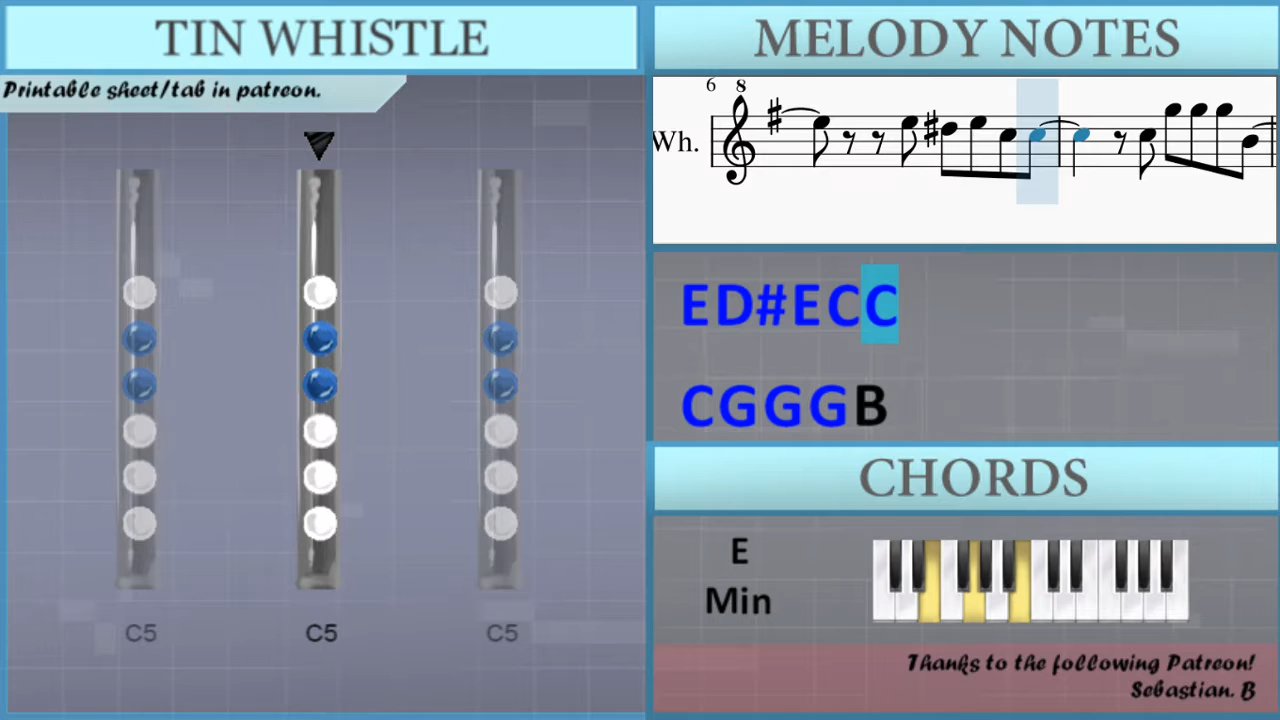 TIN WHISTLE
Printable sheet/tab in patreon.
C5
C5
C5
MELODY NOTES
6
8
Wh.
ED#ECC
CGGGB
CHORDS
E
Min
Thanks to the following Patreon!
Sebastian. B